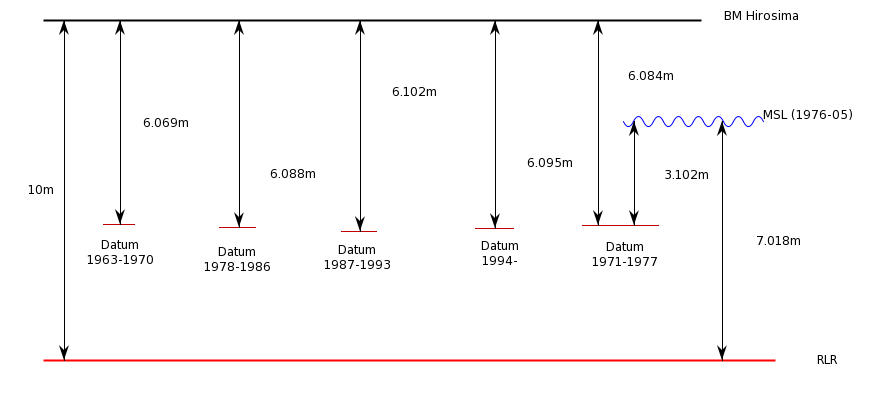 BM Hirosima
6.084m
6.102m
MSL (1976-05)
6.069m
6.095m
6.088m
3.102m
10m
7.018m
Datum
1963-1970
Datum
1978-1986
Datum
1987-1993
Datum
1994-
Datum
1971-1977
RLR